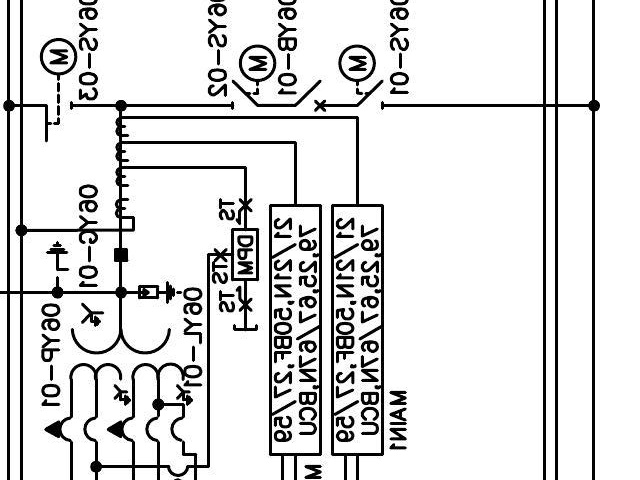 06YS-03
06YS-02
06YB-01
06YS-01
M
M
M
06YC-01
TS
TS
TS
DPM
21/21N,50BF,27/59
79,25,67/67N,BCU
21/21N,50BF,27/59
79,25,67/67N,BCU
06YP-01
06YL-01
Y
Y
Y
MAIN1
M